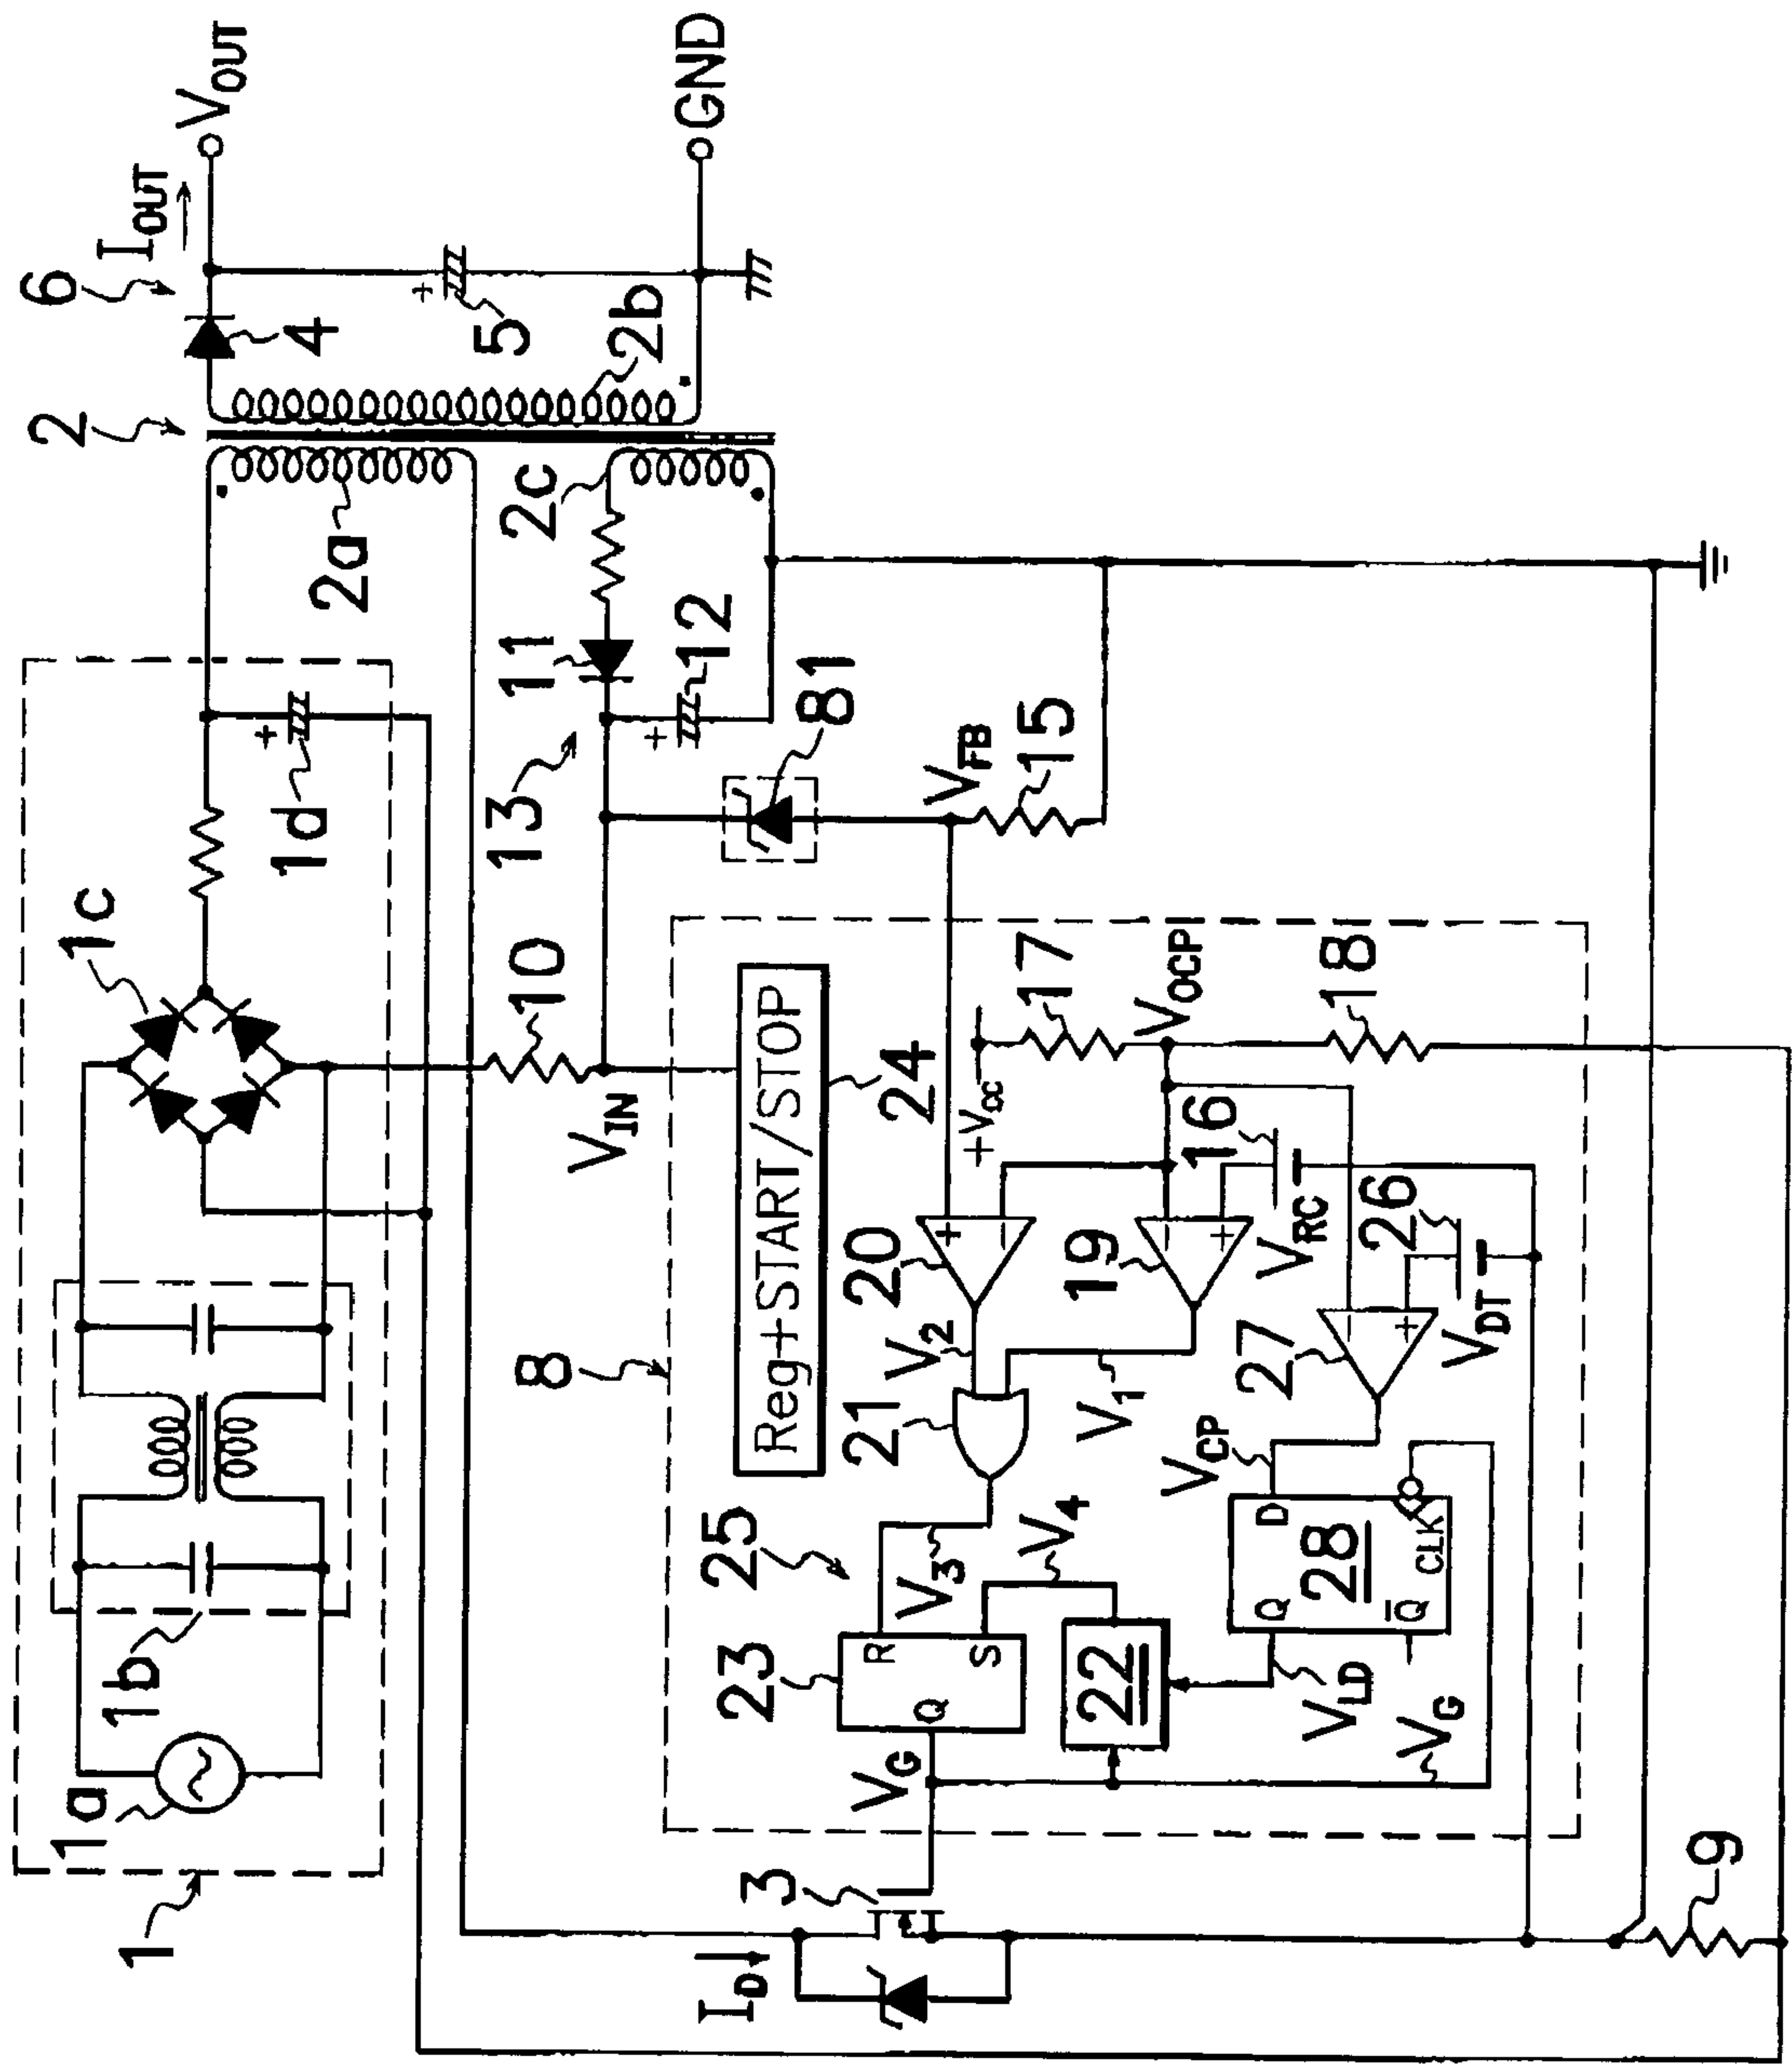 1
1a
1b
1c
1d
2
6
I_OUT
V_OUT
4
+
5
2b
GND
2a
+
2c
11
12
+
13
81
V_FB
15
10
V_IN
8
Reg+START/STOP
24
+V_CC
17
V_OCP
18
20
+
−
V_2
21
19
−
+
V_1
16
V_RC
26
27
−
+
V_DT
25
V_3
V_4
V_CP
23
R
S
Q
22
D
Q
28
Q̅
CLK
V_LD
V_G
V_G
3
I_D
9